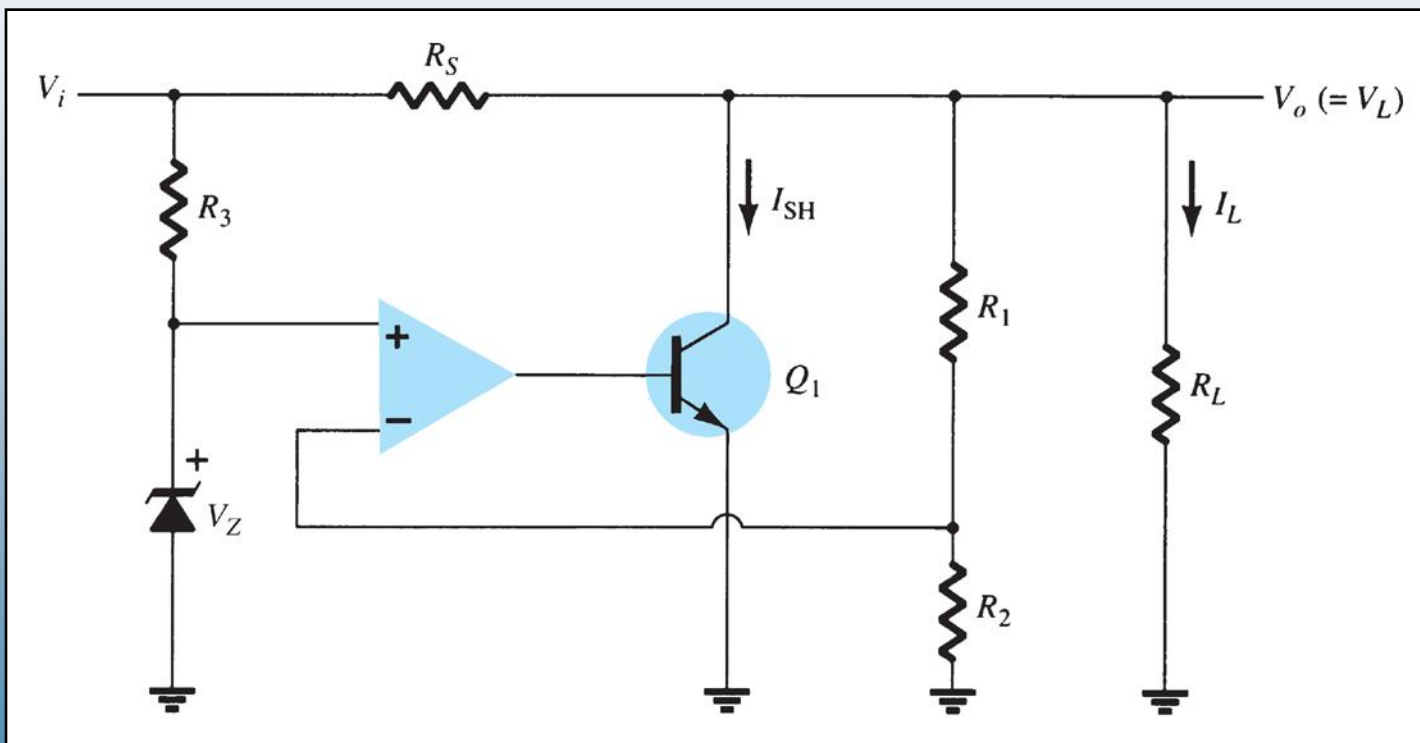 R_S
V_i
V_o (= V_L)
R_3
I_SH
I_L
+
R_1
−
Q_1
R_L
+
V_Z
R_2